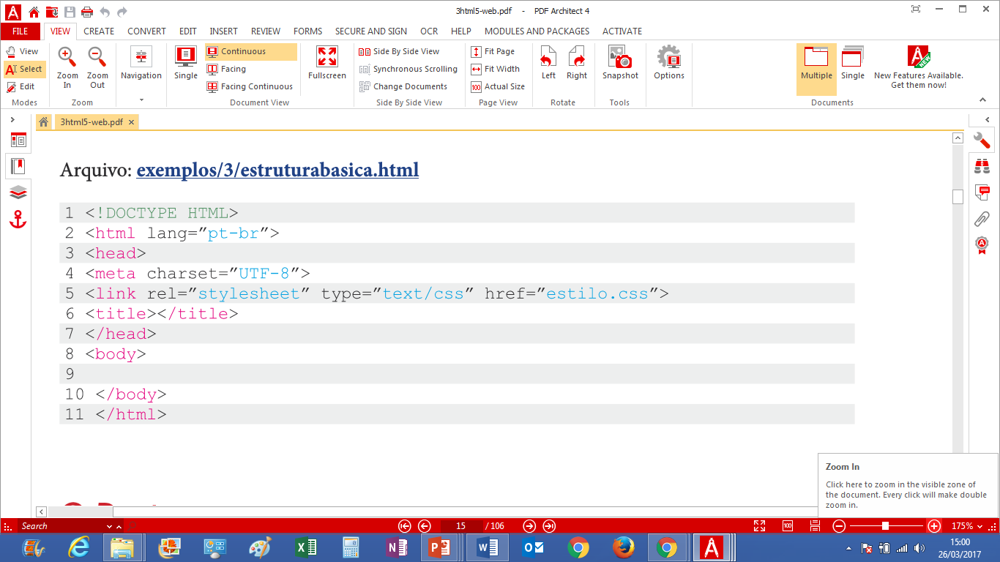 3html5-web.pdf - PDF Architect 4
FILE VIEW CREATE CONVERT EDIT INSERT REVIEW FORMS SECURE AND SIGN OCR HELP MODULES AND PACKAGES ACTIVATE
View
Select
Edit
Modes
Zoom In
Zoom Out
Zoom
Navigation
Single
Continuous
Facing
Facing Continuous
Document View
Fullscreen
Side By Side View
Synchronous Scrolling
Change Documents
Side By Side View
Fit Page
Fit Width
100 Actual Size
Page View
Left
Right
Rotate
Snapshot
Tools
Options
Multiple
Single
Documents
NEW
New Features Available.
Get them now!
3html5-web.pdf
Arquivo: exemplos/3/estruturabasica.html
1 <!DOCTYPE HTML>
2 <html lang=”pt-br”>
3 <head>
4 <meta charset=”UTF-8”>
5 <link rel=”stylesheet” type=”text/css” href=”estilo.css”>
6 <title></title>
7 </head>
8 <body>
9
10 </body>
11 </html>
Zoom In
Click here to zoom in the visible zone of
the document. Every click will make double
zoom in.
Search
15 / 106
100
175%
15:00
26/03/2017